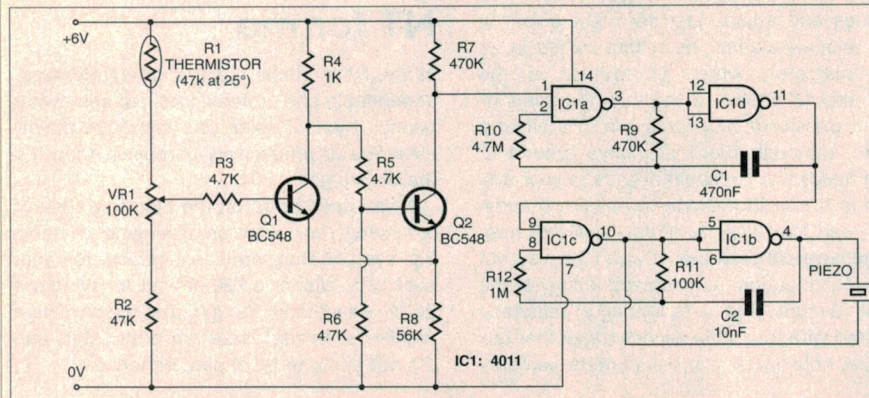 +6V
R1
THERMISTOR
(47k at 25°)
R4
1K
R7
470K
14
1
2
IC1a
3
12
13
IC1d
11
R10
4.7M
R9
470K
C1
470nF
R3
4.7K
R5
4.7K
VR1
100K
Q1
BC548
Q2
BC548
9
8
IC1c
10
7
5
6
IC1b
4
PIEZO
R12
1M
R11
100K
C2
10nF
R2
47K
R6
4.7K
R8
56K
IC1: 4011
0V